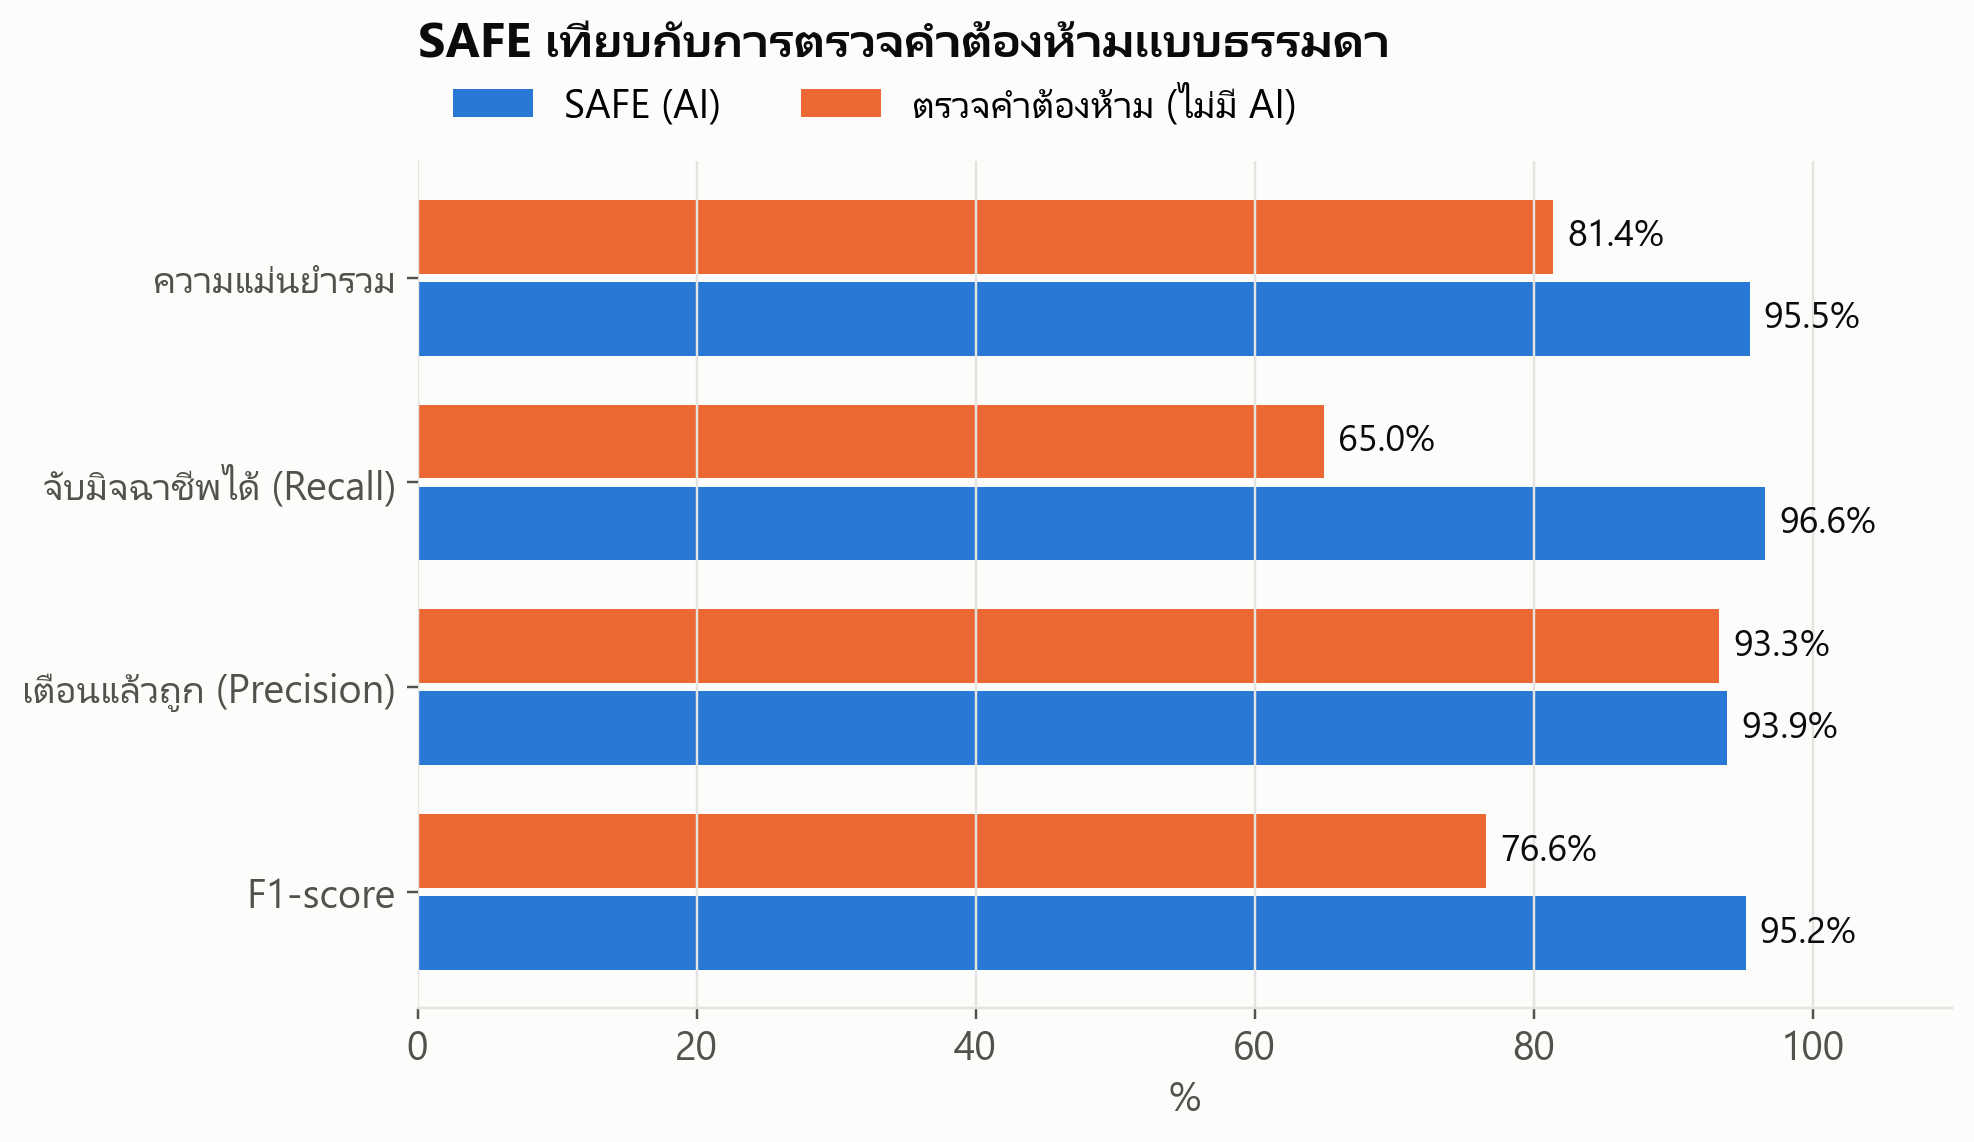 SAFE เทียบกับการตรวจคำต้องห้ามแบบธรรมดา
SAFE (AI) ตรวจคำต้องห้าม (ไม่มี AI)
ความแม่นยำรวม
81.4%
95.5%
จับมิจฉาชีพได้ (Recall)
65.0%
96.6%
เตือนแล้วถูก (Precision)
93.3%
93.9%
F1-score
76.6%
95.2%
0 20 40 60 80 100
%